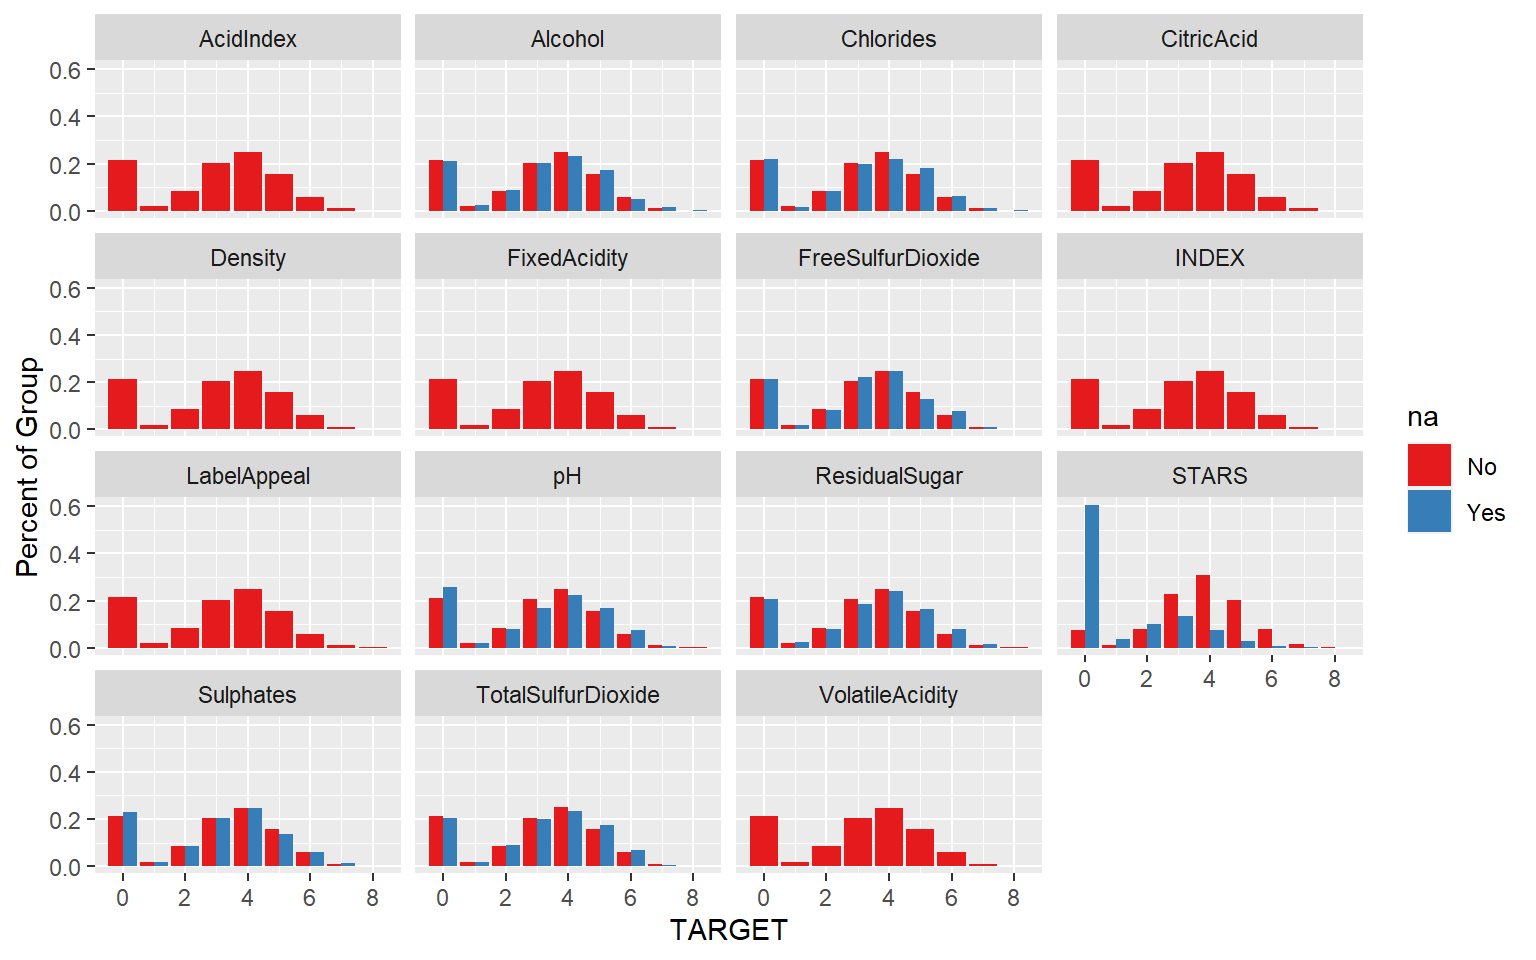 AcidIndex Alcohol Chlorides CitricAcid
0.6
0.4
0.2
0.0
Density FixedAcidity FreeSulfurDioxide INDEX
0.6
0.4
0.2
0.0
LabelAppeal pH ResidualSugar STARS
0.6
0.4
0.2
0.0
0 2 4 6 8
Sulphates TotalSulfurDioxide VolatileAcidity
0.6
0.4
0.2
0.0
0 2 4 6 8 0 2 4 6 8 0 2 4 6 8
TARGET
Percent of Group
na
No
Yes